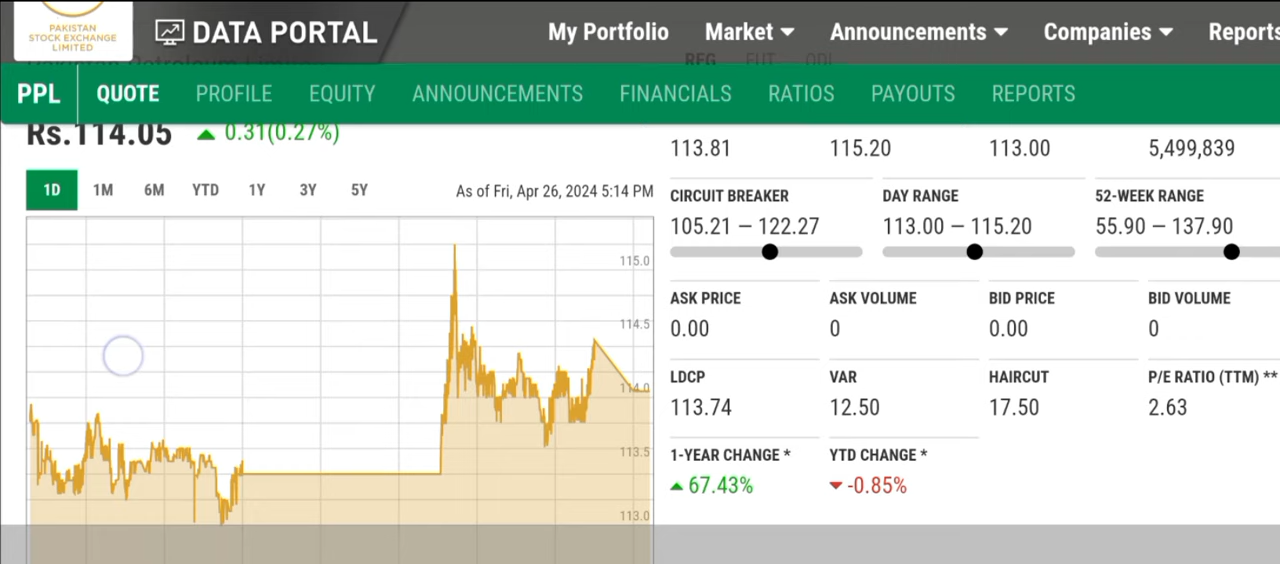 PAKISTAN
STOCK EXCHANGE
LIMITED
DATA PORTAL
My Portfolio
Market
Announcements
Companies
Reports
REG FUT ODL
PPL
QUOTE
PROFILE
EQUITY
ANNOUNCEMENTS
FINANCIALS
RATIOS
PAYOUTS
REPORTS
Rs.114.05
0.31(0.27%)
1D 1M 6M YTD 1Y 3Y 5Y
As of Fri, Apr 26, 2024 5:14 PM
115.0
114.5
114.0
113.5
113.0
113.81 115.20 113.00 5,499,839
CIRCUIT BREAKER DAY RANGE 52-WEEK RANGE
105.21 — 122.27 113.00 — 115.20 55.90 — 137.90
ASK PRICE ASK VOLUME BID PRICE BID VOLUME
0.00 0 0.00 0
LDCP VAR HAIRCUT P/E RATIO (TTM) **
113.74 12.50 17.50 2.63
1-YEAR CHANGE * YTD CHANGE *
67.43% -0.85%